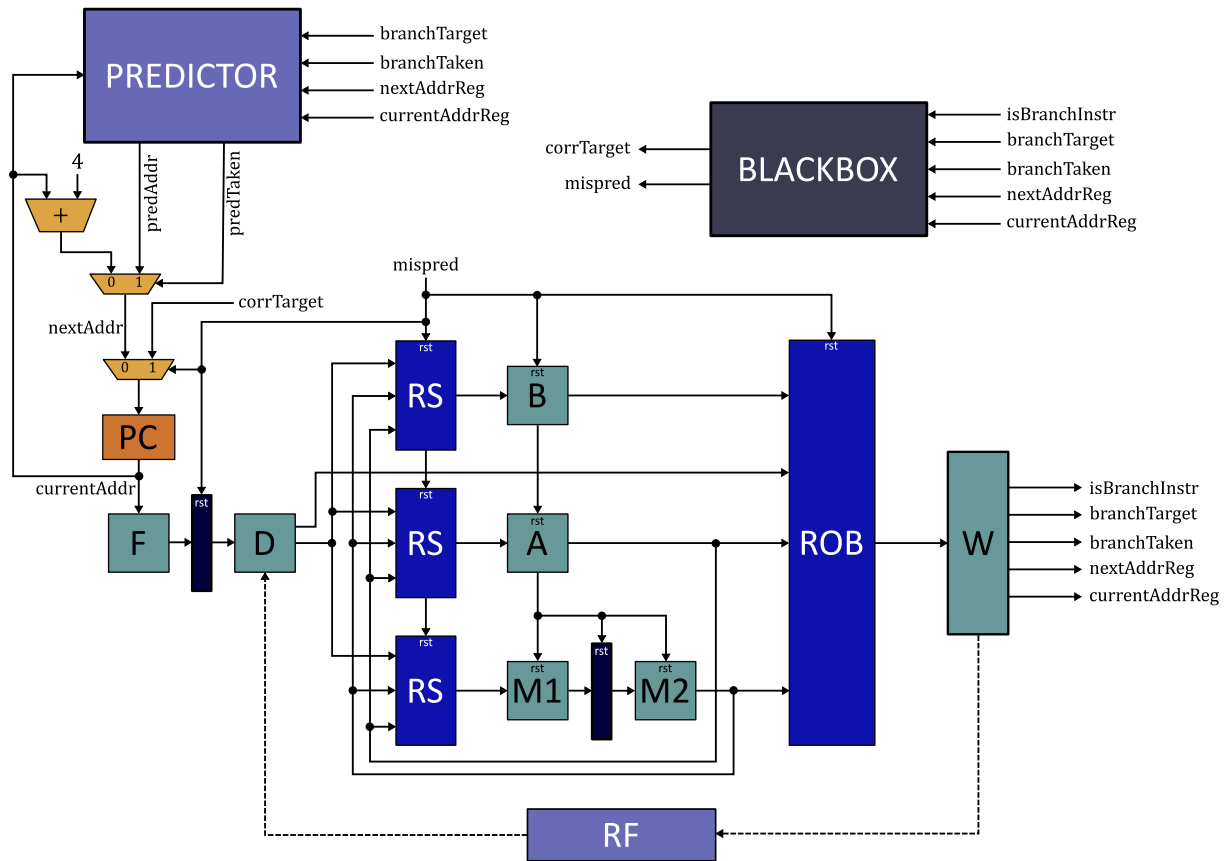 PREDICTOR
branchTarget
branchTaken
nextAddrReg
currentAddrReg
predAddr
predTaken
4
+
0 1
corrTarget
nextAddr
0 1
PC
currentAddr
F
rst
D
BLACKBOX
isBranchInstr
branchTarget
branchTaken
nextAddrReg
currentAddrReg
corrTarget
mispred
mispred
rst
RS
rst
B
rst
RS
rst
A
rst
RS
rst
M1
rst
rst
M2
rst
ROB
W
isBranchInstr
branchTarget
branchTaken
nextAddrReg
currentAddrReg
RF